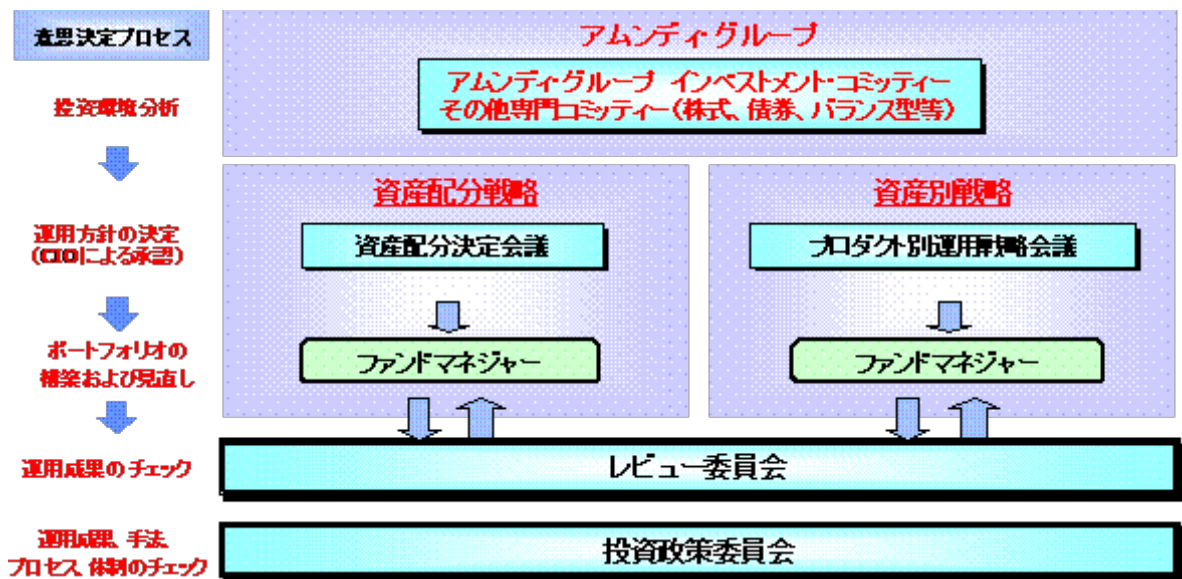 意思決定プロセス
アムンディ・グループ
アムンディ・グループ インベストメント・コミッティー
その他専門コミッティー(株式、債券、バランス型等)
投資環境分析
資産配分戦略
資産別戦略
運用方針の決定
(CIOによる承認)
資産配分決定会議
プロダクト別運用戦略会議
ポートフォリオの
構築および見直し
ファンドマネジャー
ファンドマネジャー
運用成果のチェック
レビュー委員会
運用成果、手法、
プロセス、体制のチェック
投資政策委員会